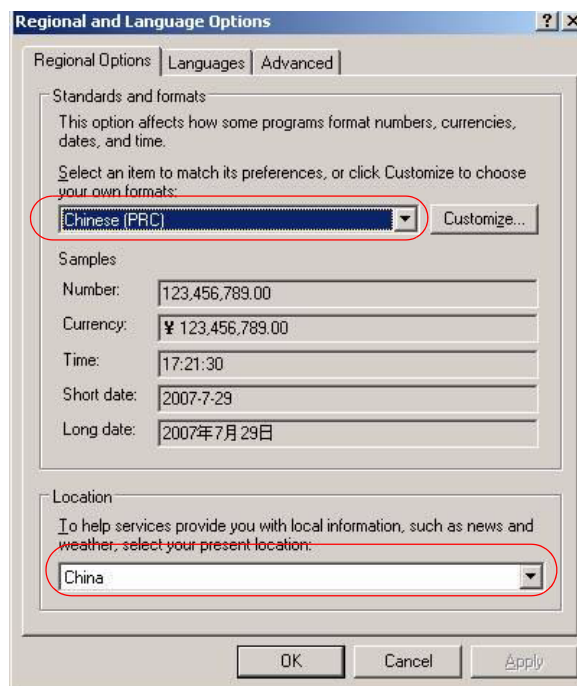 Regional and Language Options
Regional Options
Languages
Advanced
Standards and formats
This option affects how some programs format numbers, currencies,
dates, and time.
Select an item to match its preferences, or click Customize to choose
your own formats:
Chinese (PRC)
Customize...
Samples
Number:
123,456,789.00
Currency:
¥ 123,456,789.00
Time:
17:21:30
Short date:
2007-7-29
Long date:
2007年7月29日
Location
To help services provide you with local information, such as news and
weather, select your present location:
China
OK
Cancel
Apply